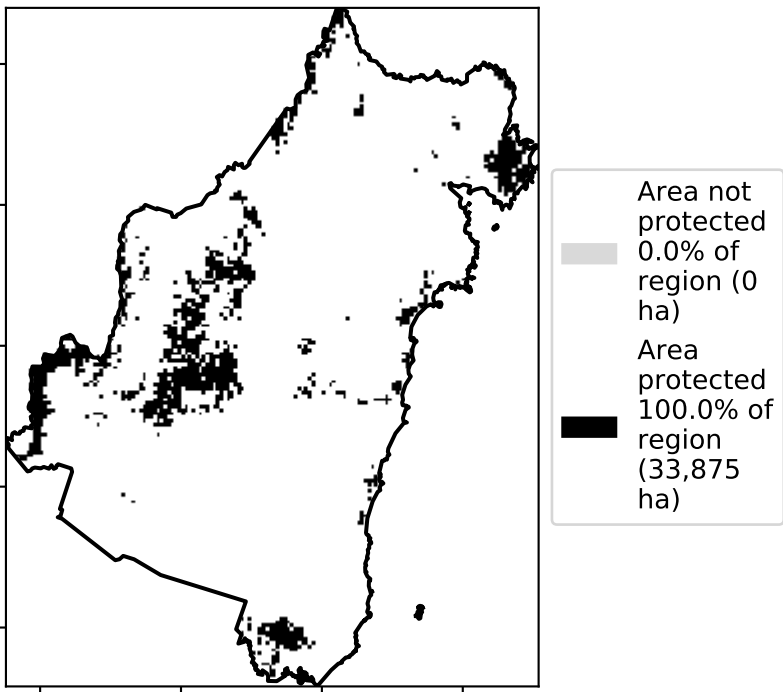 Area not
protected
0.0% of
region (0
ha)
Area
protected
100.0% of
region
(33,875
ha)